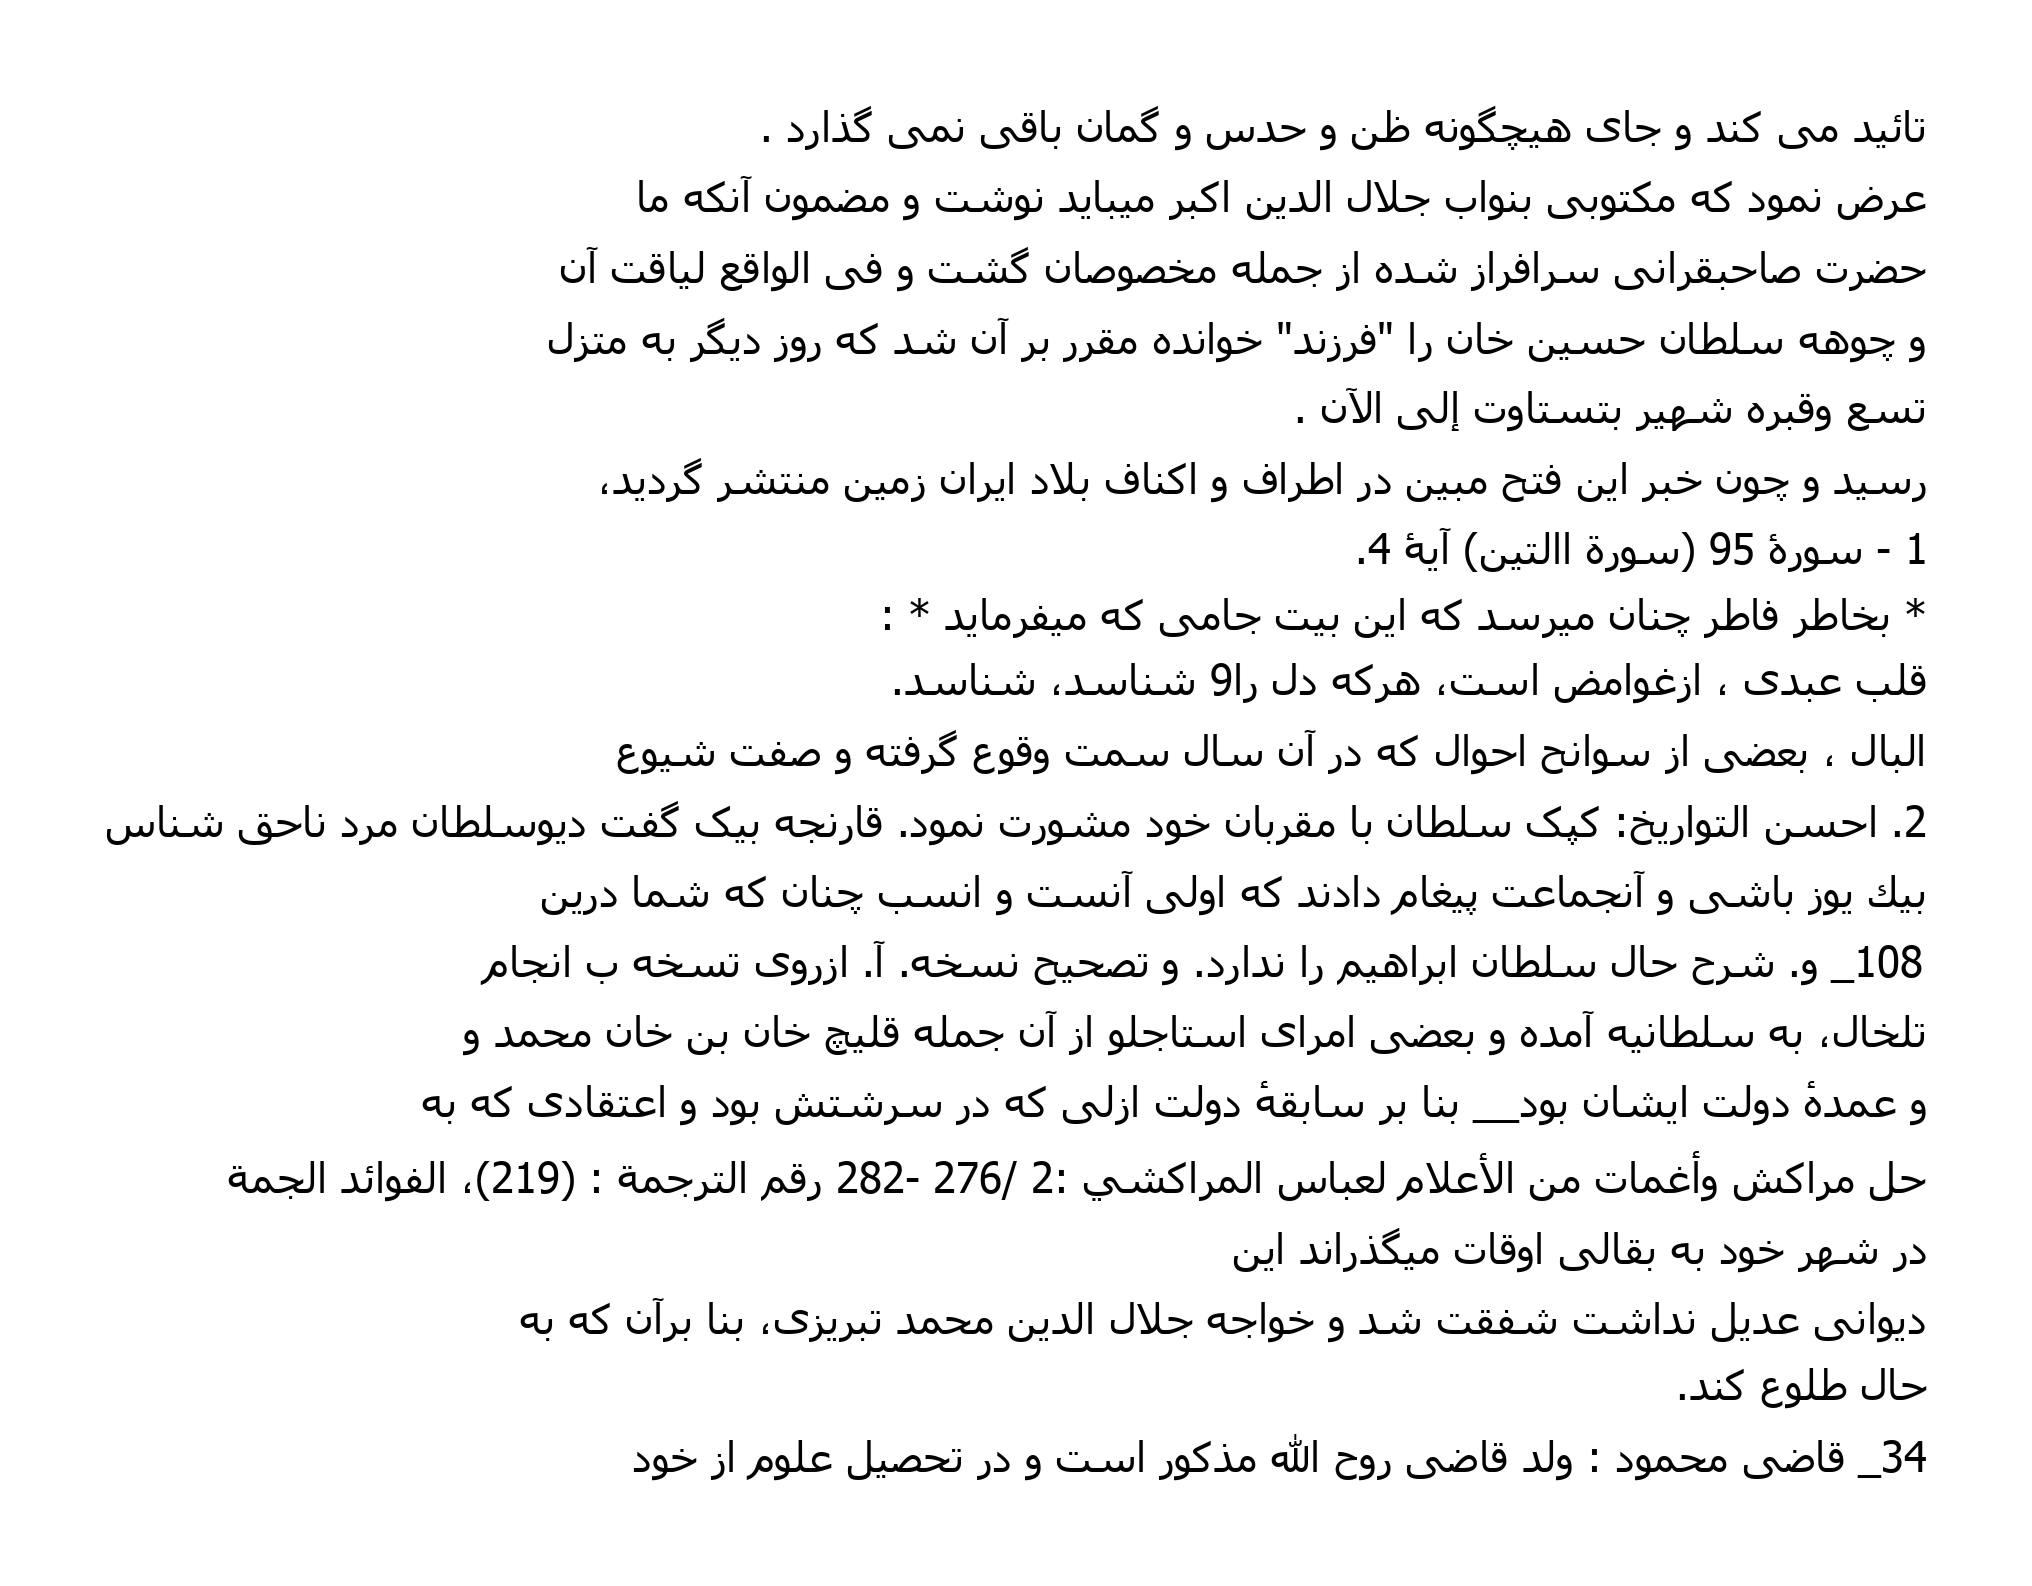 تائید می کند و جای هیچگونه ظن و حدس و گمان باقی نمی گذارد .
عرض نمود که مکتوبی بنواب جلال الدین اکبر میباید نوشت و مضمون آنکه ما
حضرت صاحبقرانی سرافراز شده از جمله مخصوصان گشت و فی الواقع لیاقت آن
و چوهه سلطان حسین خان را "فرزند" خوانده مقرر بر آن شد که روز دیگر به متزل
تسع وقبره شهیر بتستاوت إلى الآن .
رسید و چون خبر این فتح مبین در اطراف و اکناف بلاد ایران زمین منتشر گردید،
1 - سورۀ 95 (سورة االتین) آیۀ 4.
* بخاطر فاطر چنان میرسد که این بیت جامی که میفرماید * :
قلب عبدی ، ازغوامض است، هرکه دل را9 شناسد، شناسد.
البال ، بعضی از سوانح احوال که در آن سال سمت وقوع گرفته و صفت شیوع
2. احسن التواریخ: کپک سلطان با مقربان خود مشورت نمود. قارنجه بیک گفت دیوسلطان مرد ناحق شناس
بيك یوز باشی و آنجماعت پیغام دادند که اولی آنست و انسب چنان که شما درین
108_ و. شرح حال سلطان ابراهیم را ندارد. و تصحیح نسخه. آ. ازروی تسخه ب انجام
تلخال، به سلطانیه آمده و بعضی امرای استاجلو از آن جمله قلیچ خان بن خان محمد و
و عمدۀ دولت ایشان بود__ بنا بر سابقۀ دولت ازلی که در سرشتش بود و اعتقادی که به
حل مراكش وأغمات من الأعلام لعباس المراكشي :2 /276 -282 رقم الترجمة : (219)، الفوائد الجمة
در شهر خود به بقالی اوقات میگذراند این
دیوانی عدیل نداشت شفقت شد و خواجه جلال الدین محمد تبریزی، بنا برآن که به
حال طلوع کند.
34_ قاضی محمود : ولد قاضی روح الله مذکور است و در تحصیل علوم از خود